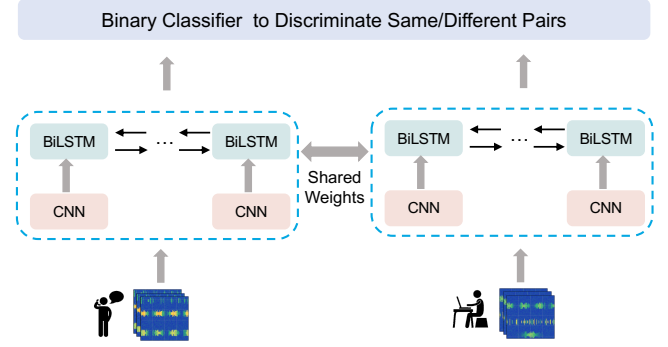 Binary Classifier to Discriminate Same/Different Pairs
BiLSTM ... BiLSTM
BiLSTM ... BiLSTM
Shared
Weights
CNN CNN
CNN CNN